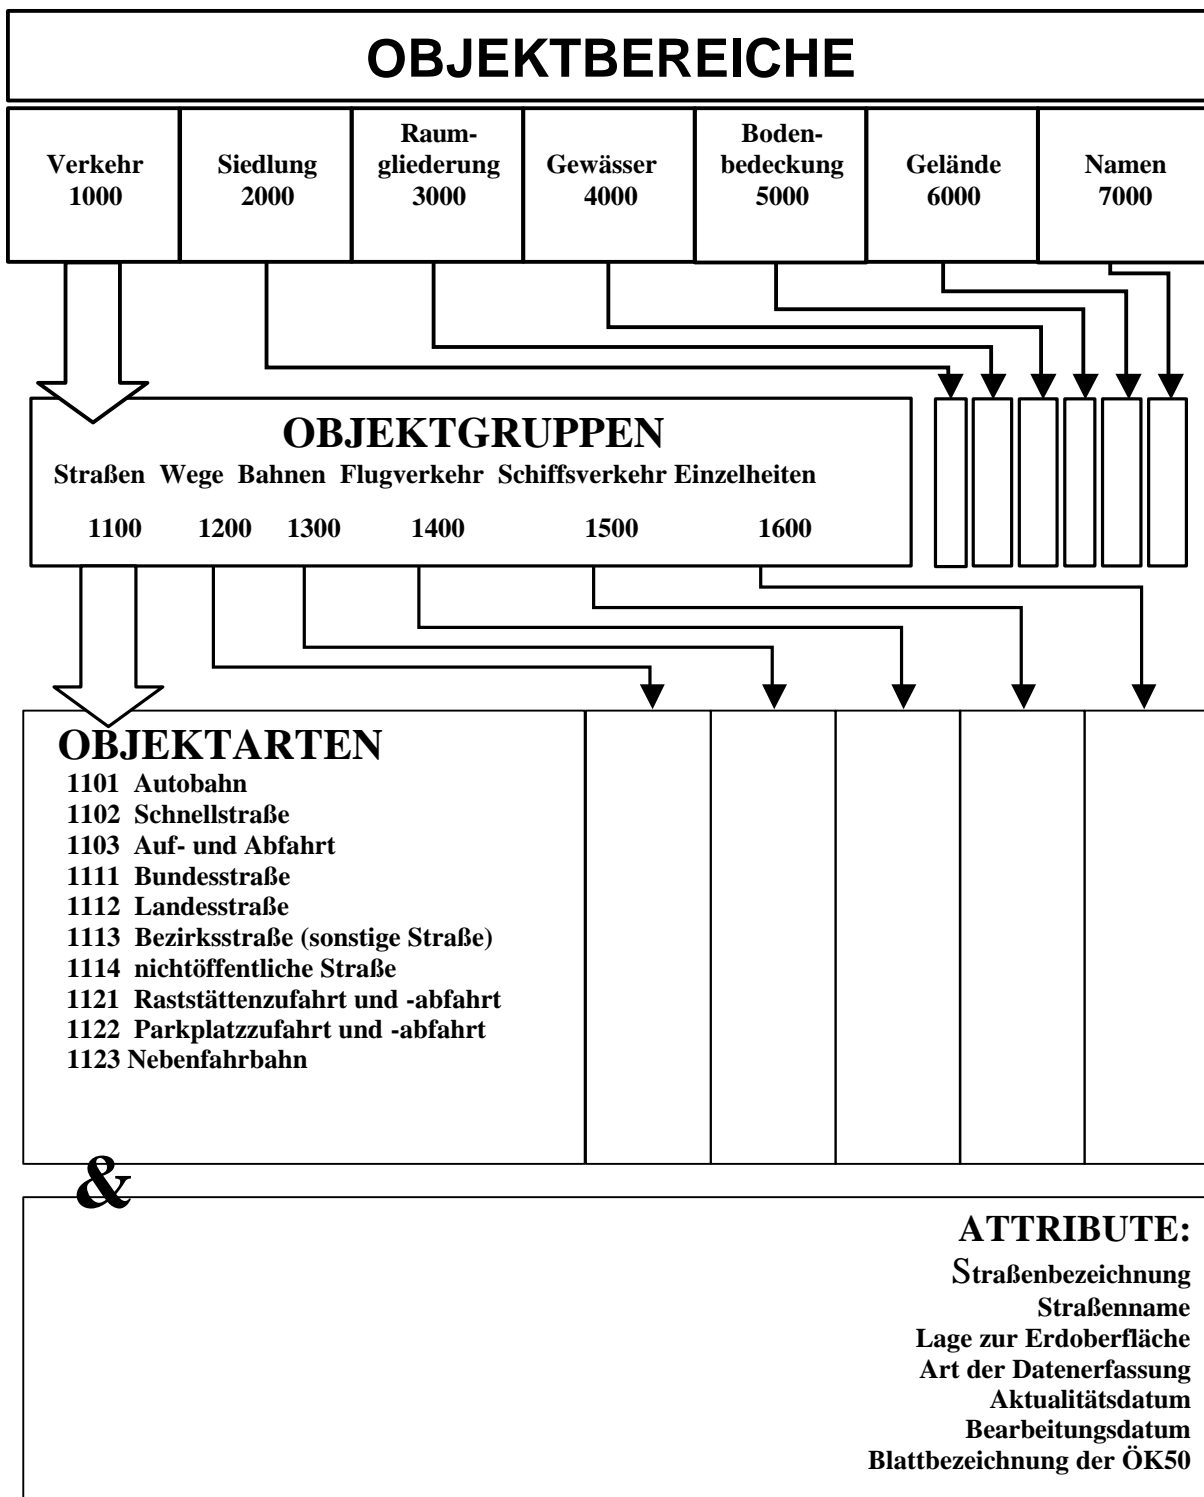 OBJEKTBEREICHE
Verkehr
1000
Siedlung
2000
Raum-
gliederung
3000
Gewässer
4000
Boden-
bedeckung
5000
Gelände
6000
Namen
7000
OBJEKTGRUPPEN
Straßen Wege Bahnen Flugverkehr Schiffsverkehr Einzelheiten
1100 1200 1300 1400 1500 1600
OBJEKTARTEN
1101 Autobahn
1102 Schnellstraße
1103 Auf- und Abfahrt
1111 Bundesstraße
1112 Landesstraße
1113 Bezirksstraße (sonstige Straße)
1114 nichtöffentliche Straße
1121 Raststättenzufahrt und -abfahrt
1122 Parkplatzzufahrt und -abfahrt
1123 Nebenfahrbahn
&
ATTRIBUTE:
Straßenbezeichnung
Straßenname
Lage zur Erdoberfläche
Art der Datenerfassung
Aktualitätsdatum
Bearbeitungsdatum
Blattbezeichnung der ÖK50